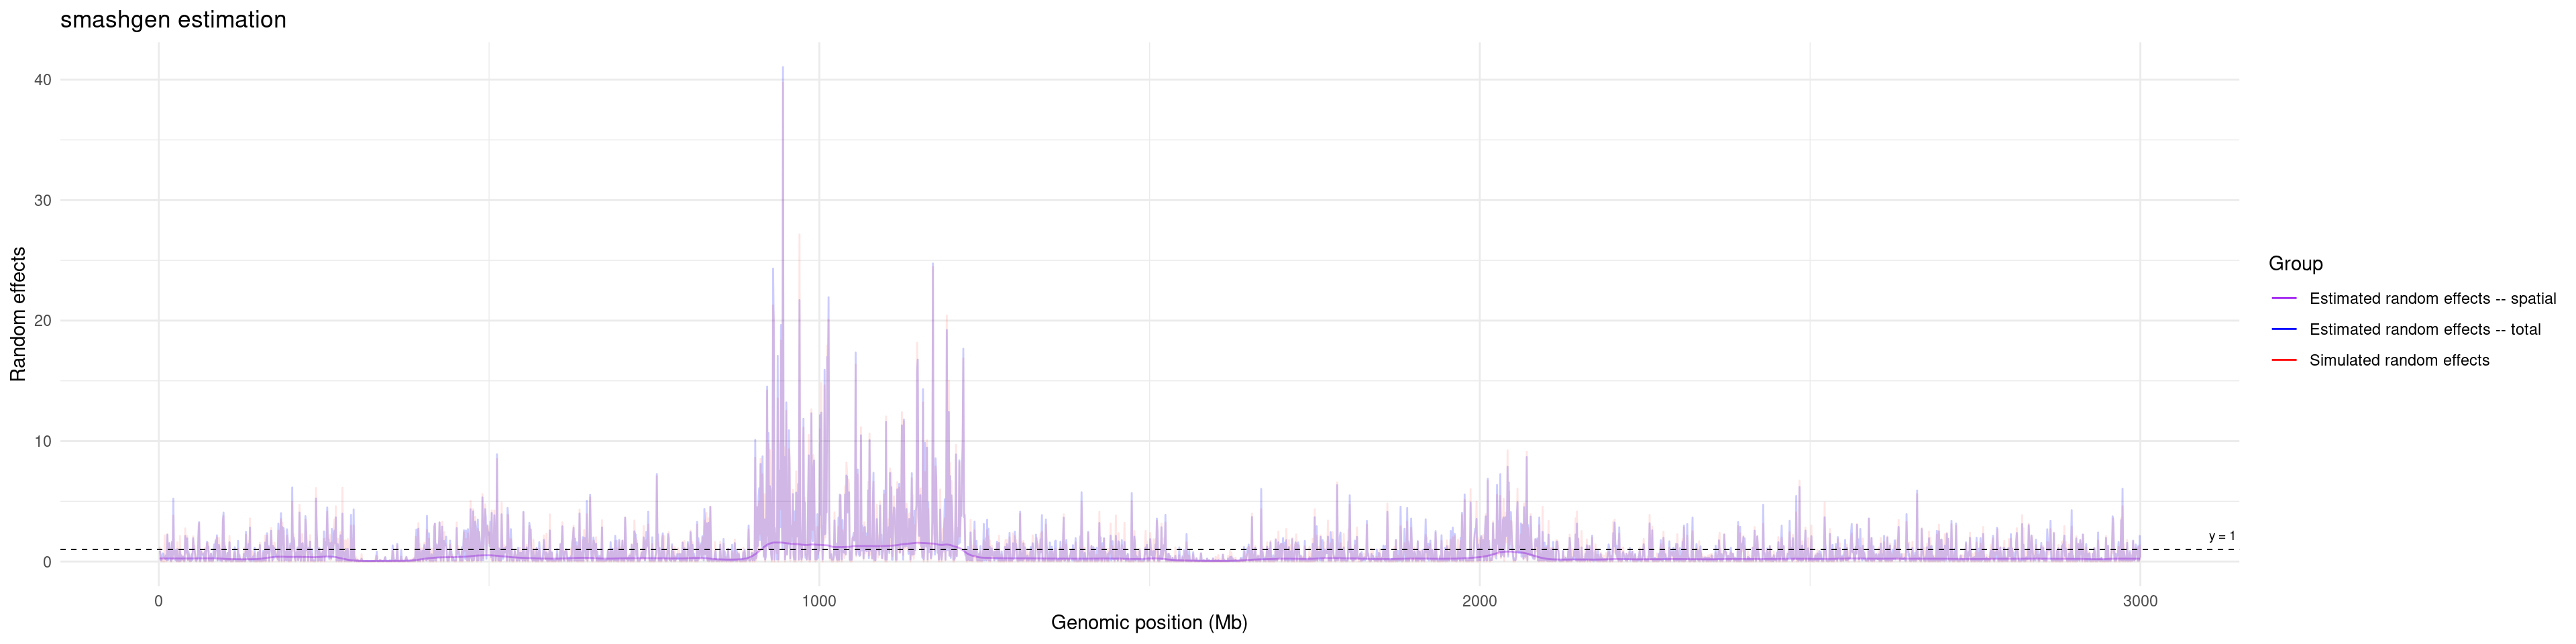 smashgen estimation
Random effects
40
30
20
10
0
y = 1
0
1000
2000
3000
Genomic position (Mb)
Group
Estimated random effects -- spatial
Estimated random effects -- total
Simulated random effects